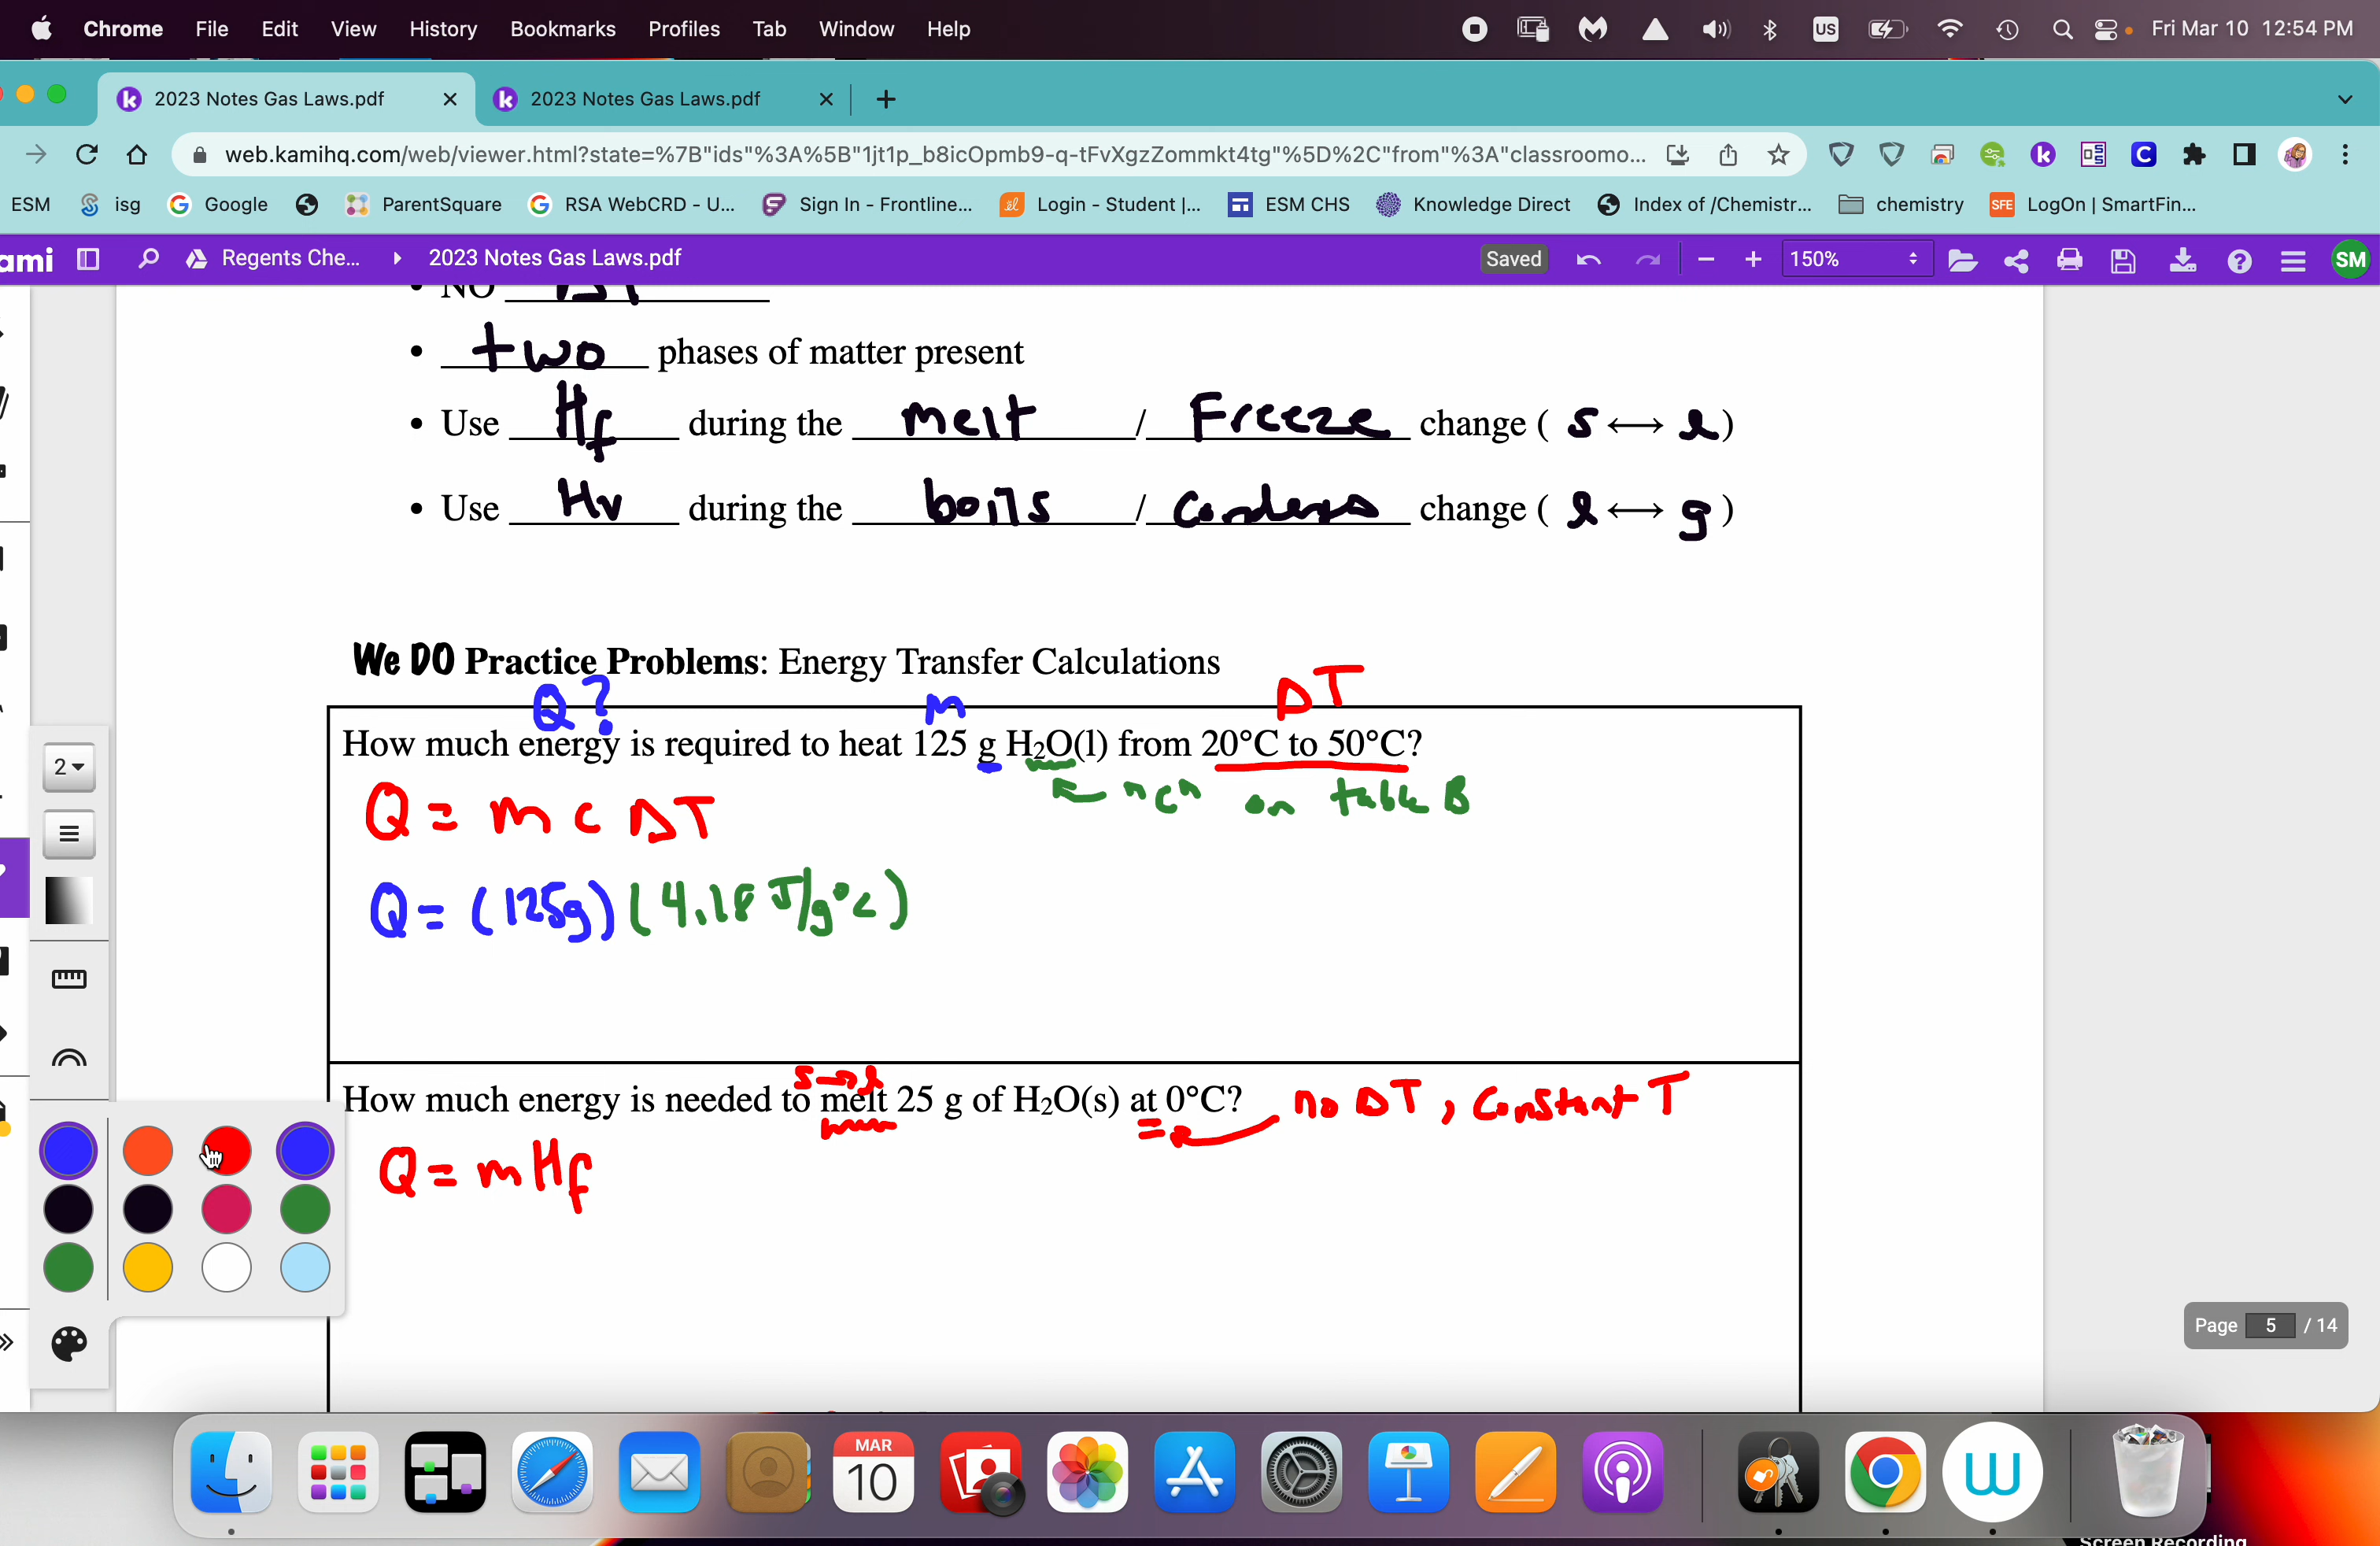 Chrome File Edit View History Bookmarks Profiles Tab Window Help US Fri Mar 10 12:54 PM
2023 Notes Gas Laws.pdf 2023 Notes Gas Laws.pdf
web.kamihq.com/web/viewer.html?state=%7B"ids"%3A%5B"1jt1p_b8icOpmb9-q-tFvXgzZommkt4tg"%5D%2C"from"%3A"classroomo...
ESM isg Google ParentSquare RSA WebCRD - U... Sign In - Frontline... Login - Student |... ESM CHS Knowledge Direct Index of /Chemistr... chemistry SFE LogOn | SmartFin...
ami Regents Che... 2023 Notes Gas Laws.pdf Saved 150% SM
• NO ΔT
• two phases of matter present
• Use Hf during the melt / Freeze change ( s ⟷ l )
• Use Hv during the boils / change ( l ⟷ g )
We DO Practice Problems: Energy Transfer Calculations
Q? m ΔT
How much energy is required to heat 125 g H₂O(l) from 20°C to 50°C?
"c" on table B
Q = m c ΔT
Q = (125g) (4.18 J/g°C)
s → l
How much energy is needed to melt 25 g of H₂O(s) at 0°C? no ΔT, constant T
Q = m Hf
2
Page 5 / 14
MAR
10
Screen Recording